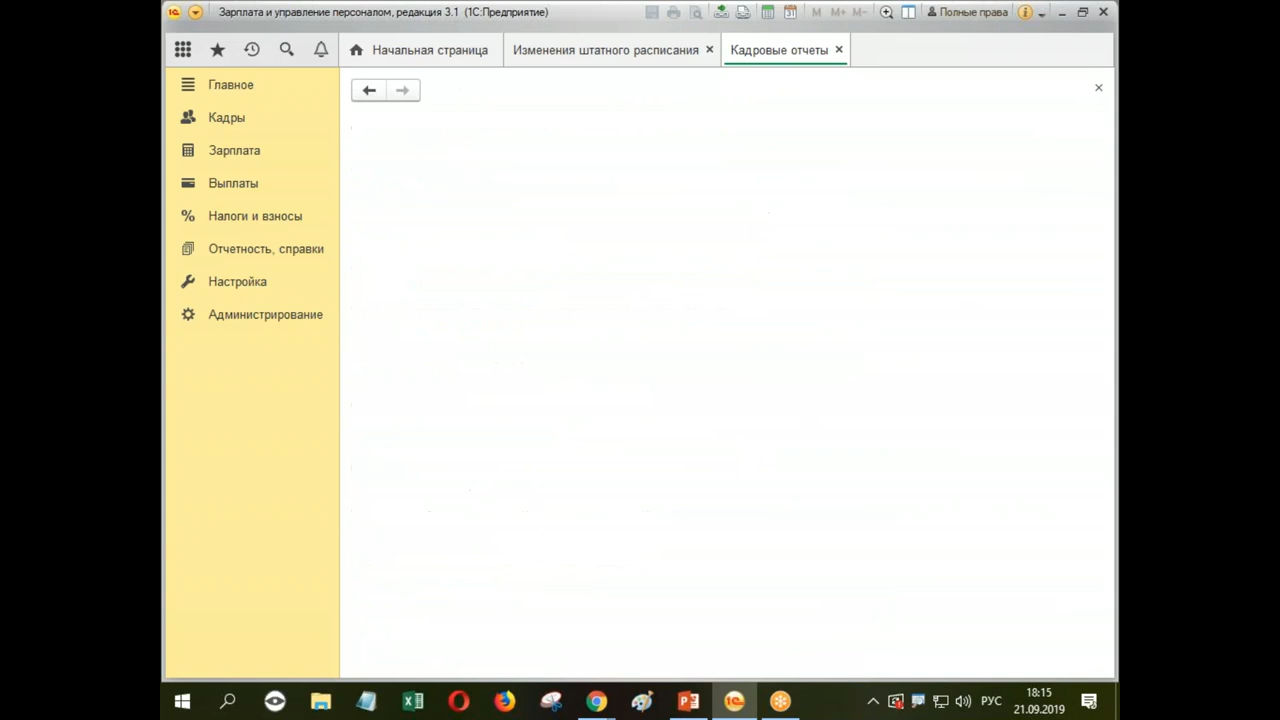 Зарплата и управление персоналом, редакция 3.1 (1С:Предприятие)
M M+ M-
Полные права
Начальная страница
Изменения штатного расписания
Кадровые отчеты
Главное
Кадры
Зарплата
Выплаты
Налоги и взносы
Отчетность, справки
Настройка
Администрирование
РУС
18:15
21.09.2019